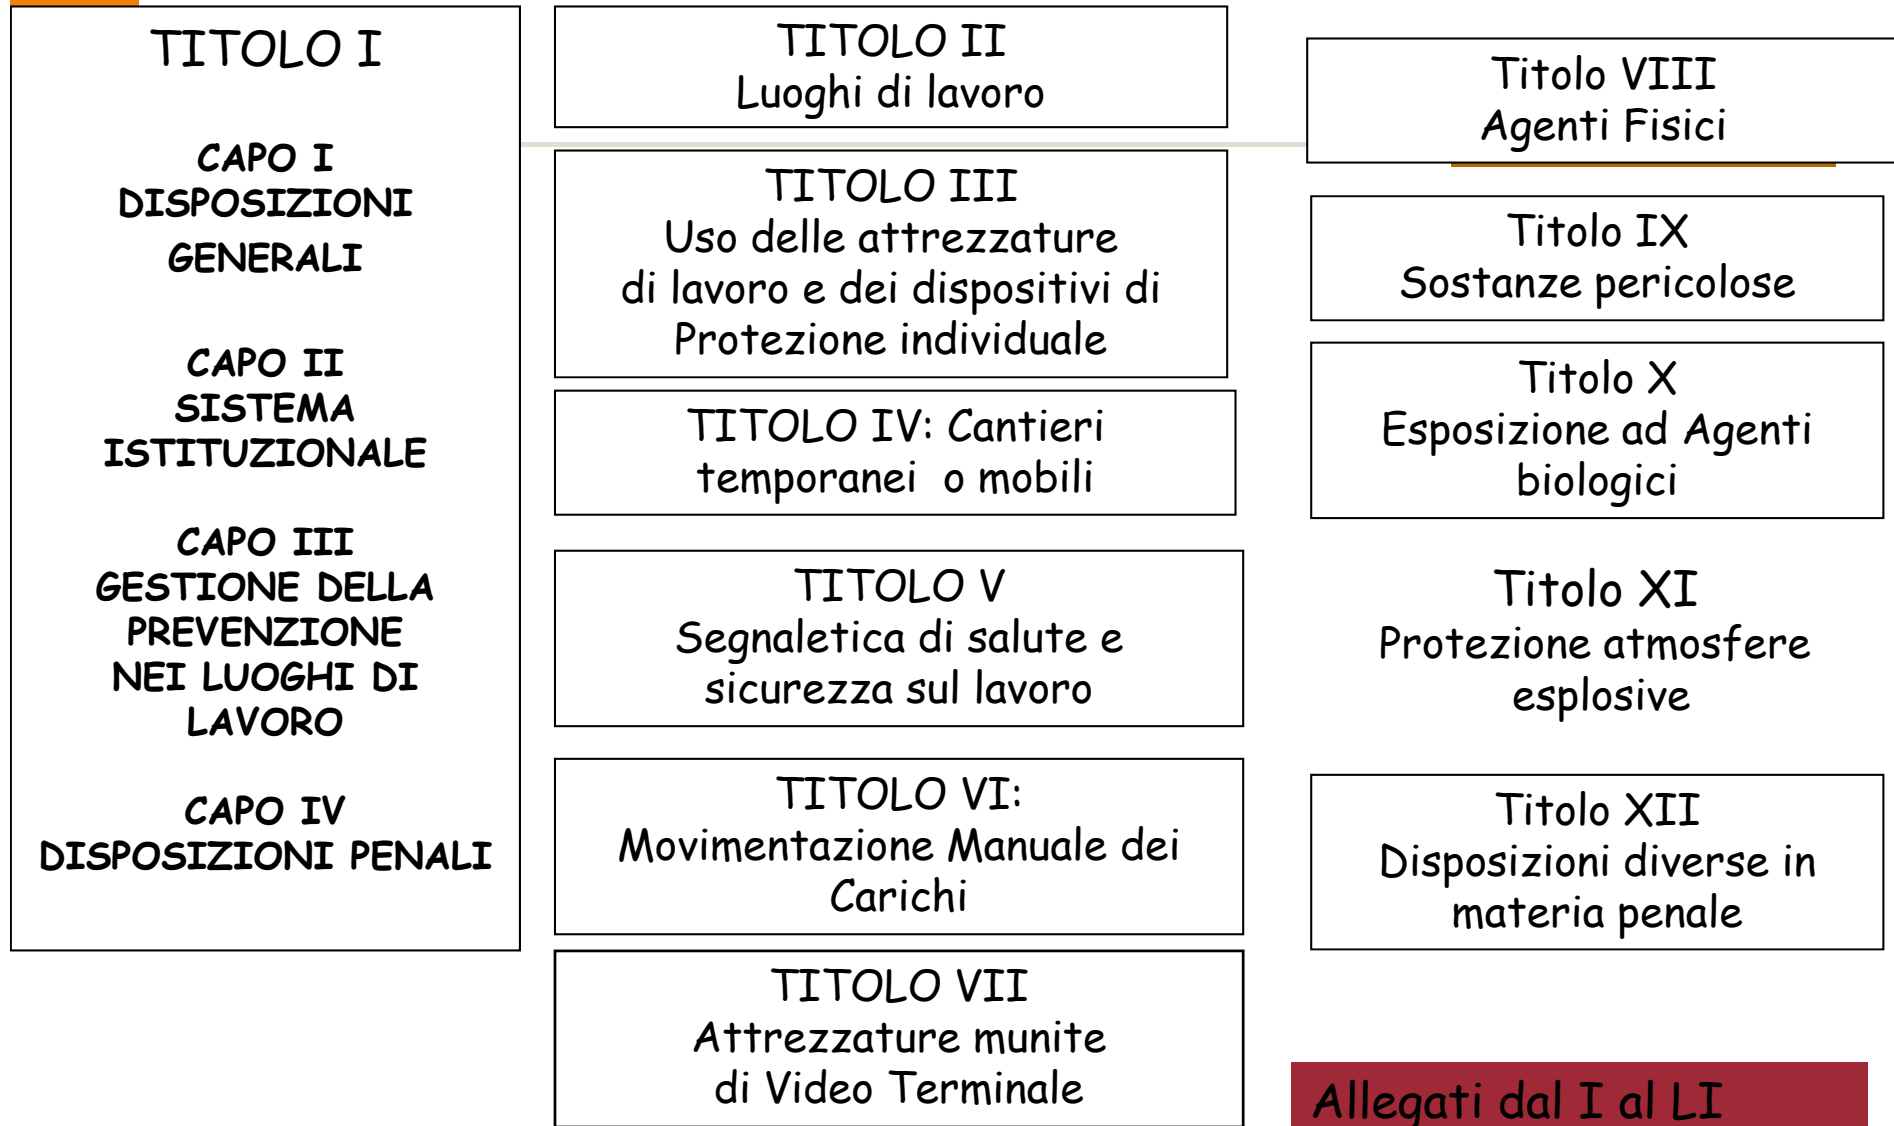 TITOLO I
CAPO I
DISPOSIZIONI
GENERALI
CAPO II
SISTEMA
ISTITUZIONALE
CAPO III
GESTIONE DELLA
PREVENZIONE
NEI LUOGHI DI
LAVORO
CAPO IV
DISPOSIZIONI PENALI
TITOLO II
Luoghi di lavoro
TITOLO III
Uso delle attrezzature
di lavoro e dei dispositivi di
Protezione individuale
TITOLO IV: Cantieri
temporanei o mobili
TITOLO V
Segnaletica di salute e
sicurezza sul lavoro
TITOLO VI:
Movimentazione Manuale dei
Carichi
TITOLO VII
Attrezzature munite
di Video Terminale
Titolo VIII
Agenti Fisici
Titolo IX
Sostanze pericolose
Titolo X
Esposizione ad Agenti
biologici
Titolo XI
Protezione atmosfere
esplosive
Titolo XII
Disposizioni diverse in
materia penale
Allegati dal I al LI